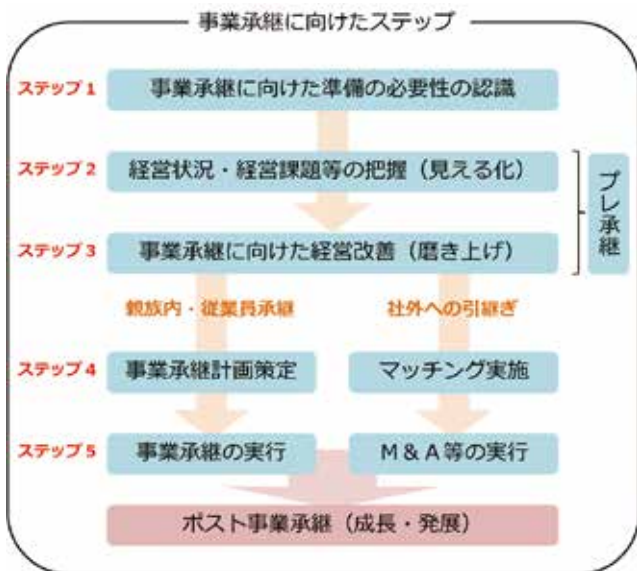 事業承継に向けたステップ
ステップ1
事業承継に向けた準備の必要性の認識
ステップ2
経営状況・経営課題等の把握（見える化）
プレ承継
ステップ3
事業承継に向けた経営改善（磨き上げ）
親族内・従業員承継
社外への引継ぎ
ステップ4
事業承継計画策定
マッチング実施
ステップ5
事業承継の実行
M＆A等の実行
ポスト事業承継（成長・発展）